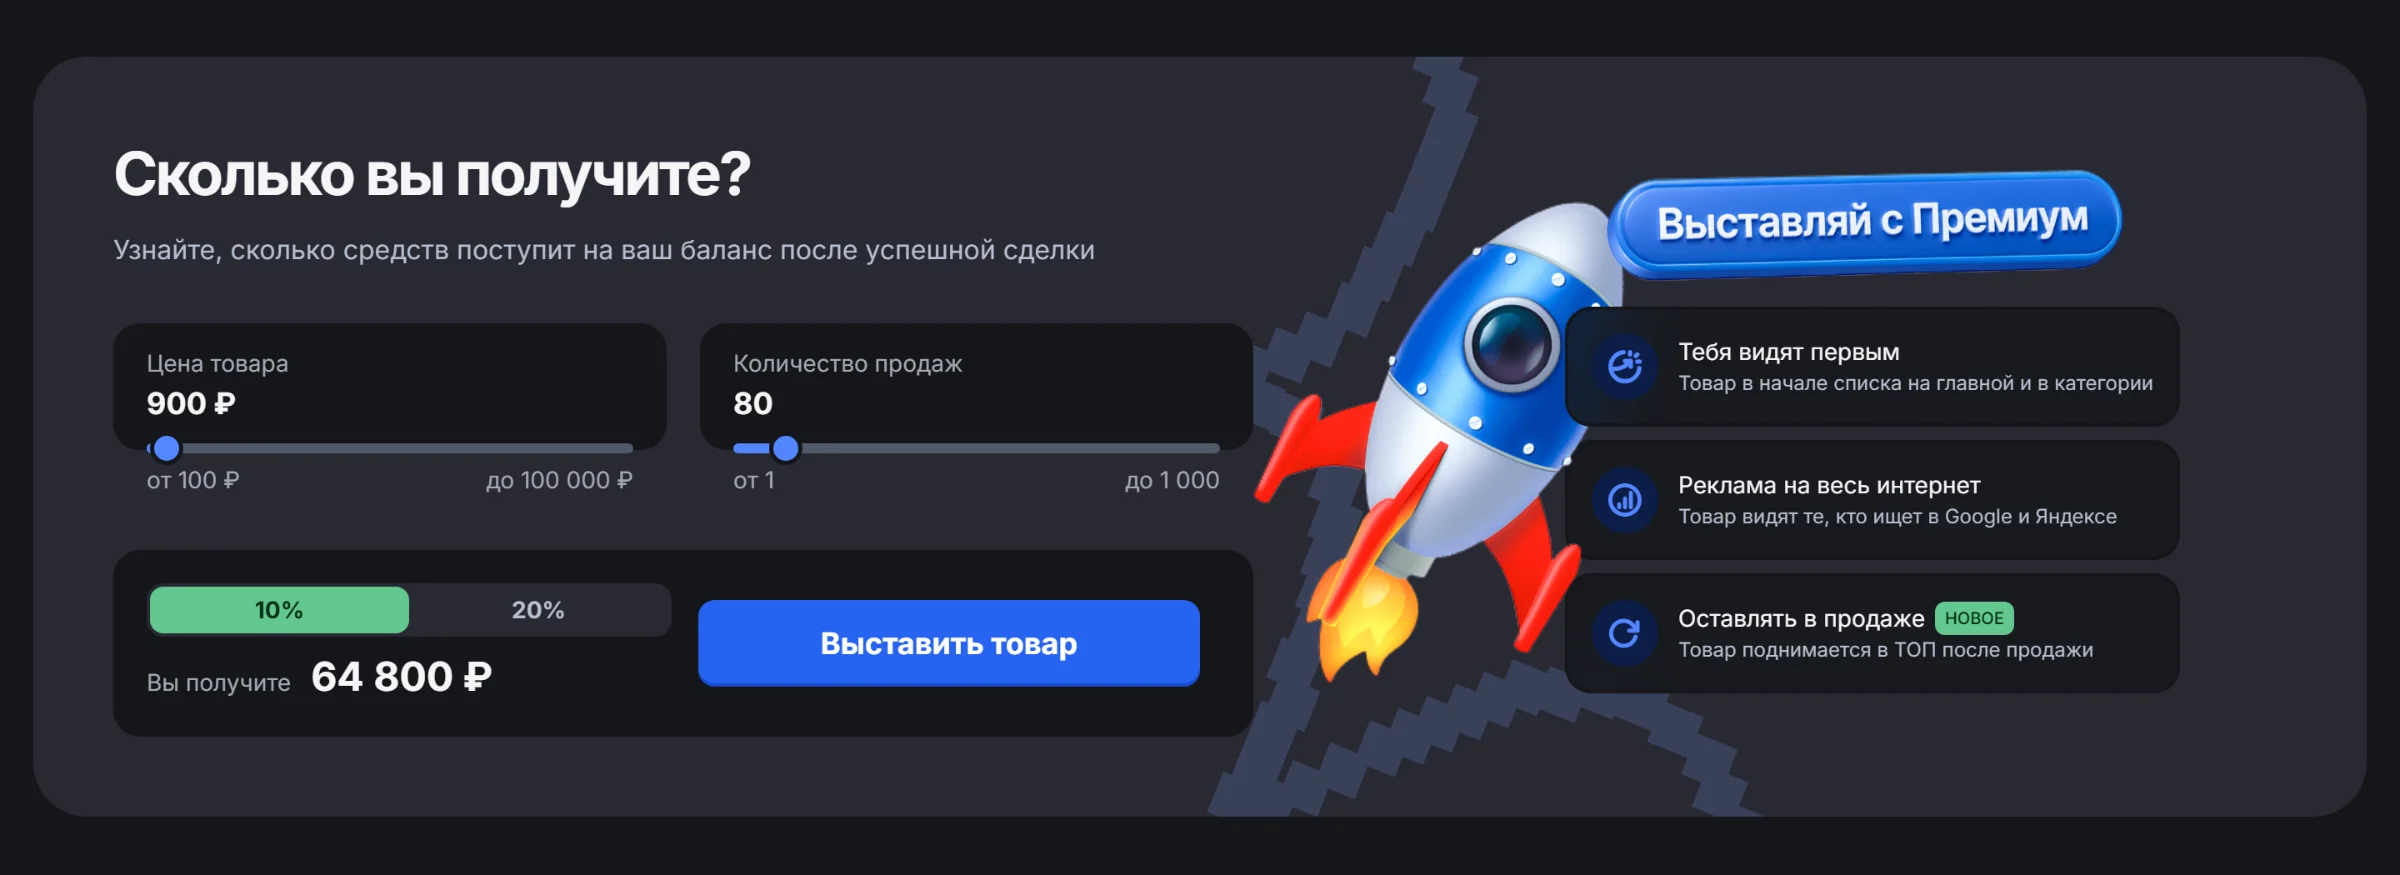 Сколько вы получите?
Узнайте, сколько средств поступит на ваш баланс после успешной сделки
Цена товара
900 ₽
от 100 ₽
до 100 000 ₽
Количество продаж
80
от 1
до 1 000
10%
20%
Вы получите 64 800 ₽
Выставить товар
Выставляй с Премиум
Тебя видят первым
Товар в начале списка на главной и в категории
Реклама на весь интернет
Товар видят те, кто ищет в Google и Яндексе
Оставлять в продаже НОВОЕ
Товар поднимается в ТОП после продажи